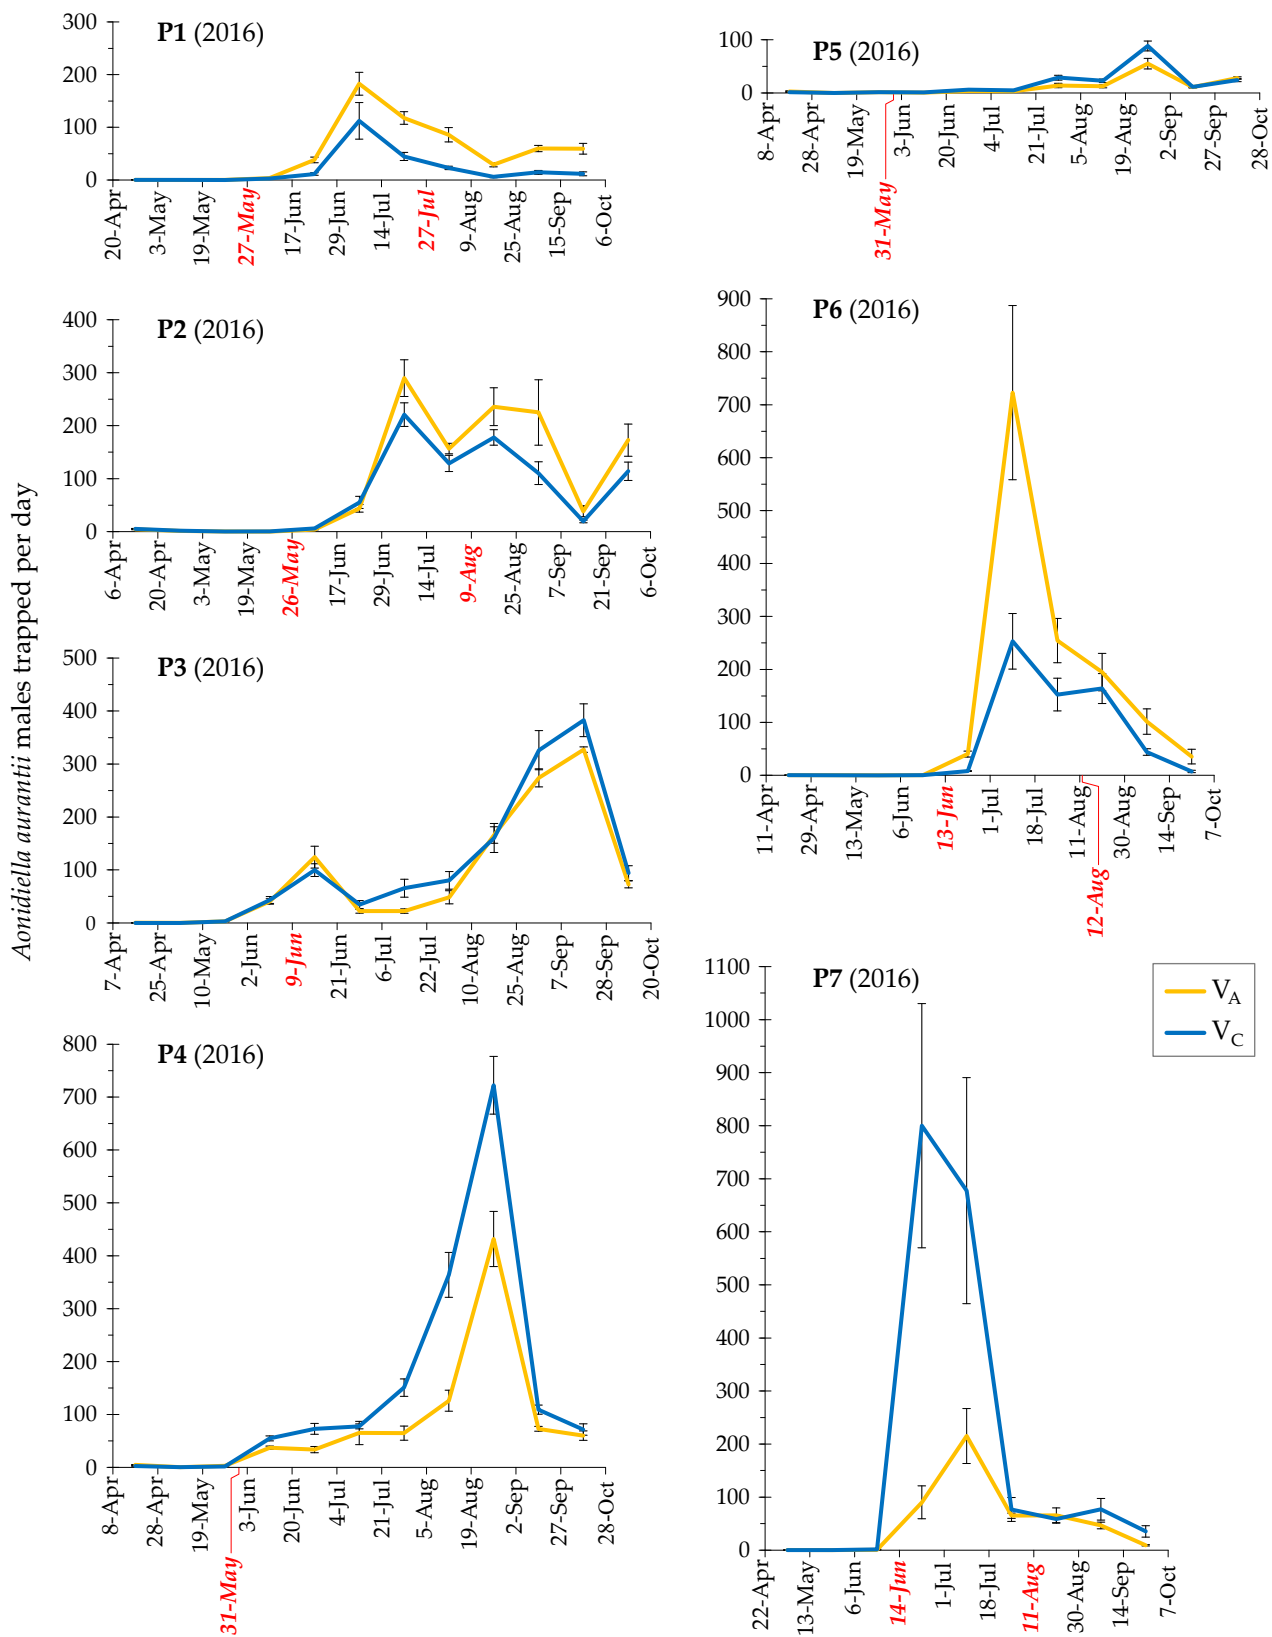 Aonidiella aurantii males trapped per day
P1 (2016)
300
200
100
0
20-Apr
3-May
19-May
27-May
17-Jun
29-Jun
14-Jul
27-Jul
9-Aug
25-Aug
15-Sep
6-Oct
P2 (2016)
400
300
200
100
0
6-Apr
20-Apr
3-May
19-May
26-May
17-Jun
29-Jun
14-Jul
9-Aug
25-Aug
7-Sep
21-Sep
6-Oct
P3 (2016)
500
400
300
200
100
0
7-Apr
25-Apr
10-May
2-Jun
9-Jun
21-Jun
6-Jul
22-Jul
10-Aug
25-Aug
7-Sep
28-Sep
20-Oct
P4 (2016)
800
700
600
500
400
300
200
100
0
8-Apr
28-Apr
19-May
31-May
3-Jun
20-Jun
4-Jul
21-Jul
5-Aug
19-Aug
2-Sep
27-Sep
28-Oct
P5 (2016)
100
0
8-Apr
28-Apr
19-May
31-May
3-Jun
20-Jun
4-Jul
21-Jul
5-Aug
19-Aug
2-Sep
27-Sep
28-Oct
P6 (2016)
900
800
700
600
500
400
300
200
100
0
11-Apr
29-Apr
13-May
6-Jun
13-Jun
1-Jul
18-Jul
11-Aug
12-Aug
30-Aug
14-Sep
7-Oct
P7 (2016)
1100
1000
900
800
700
600
500
400
300
200
100
0
22-Apr
13-May
6-Jun
14-Jun
1-Jul
18-Jul
11-Aug
30-Aug
14-Sep
7-Oct
V_A
V_C